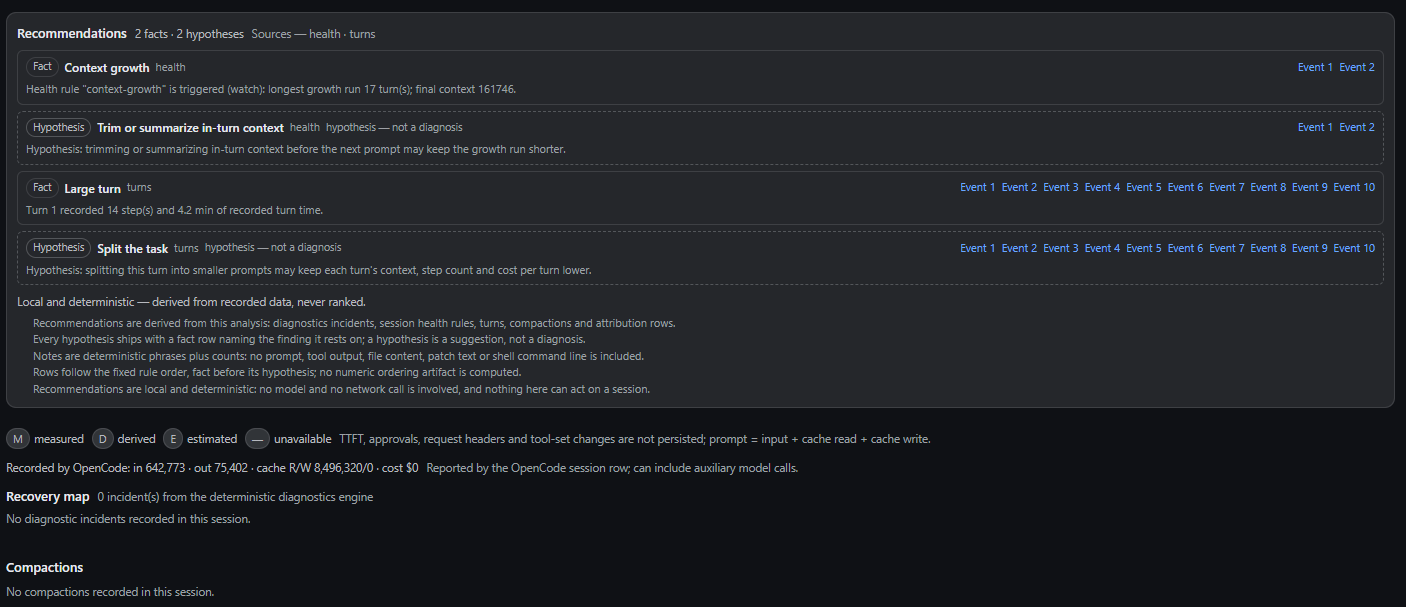 Recommendations 2 facts · 2 hypotheses Sources — health · turns
Fact Context growth health Event 1 Event 2
Health rule "context-growth" is triggered (watch): longest growth run 17 turn(s); final context 161746.
Hypothesis Trim or summarize in-turn context health hypothesis — not a diagnosis Event 1 Event 2
Hypothesis: trimming or summarizing in-turn context before the next prompt may keep the growth run shorter.
Fact Large turn turns Event 1 Event 2 Event 3 Event 4 Event 5 Event 6 Event 7 Event 8 Event 9 Event 10
Turn 1 recorded 14 step(s) and 4.2 min of recorded turn time.
Hypothesis Split the task turns hypothesis — not a diagnosis Event 1 Event 2 Event 3 Event 4 Event 5 Event 6 Event 7 Event 8 Event 9 Event 10
Hypothesis: splitting this turn into smaller prompts may keep each turn's context, step count and cost per turn lower.
Local and deterministic — derived from recorded data, never ranked.
Recommendations are derived from this analysis: diagnostics incidents, session health rules, turns, compactions and attribution rows.
Every hypothesis ships with a fact row naming the finding it rests on; a hypothesis is a suggestion, not a diagnosis.
Notes are deterministic phrases plus counts: no prompt, tool output, file content, patch text or shell command line is included.
Rows follow the fixed rule order, fact before its hypothesis; no numeric ordering artifact is computed.
Recommendations are local and deterministic: no model and no network call is involved, and nothing here can act on a session.
M measured D derived E estimated — unavailable TTFT, approvals, request headers and tool-set changes are not persisted; prompt = input + cache read + cache write.
Recorded by OpenCode: in 642,773 · out 75,402 · cache R/W 8,496,320/0 · cost $0 Reported by the OpenCode session row; can include auxiliary model calls.
Recovery map 0 incident(s) from the deterministic diagnostics engine
No diagnostic incidents recorded in this session.
Compactions
No compactions recorded in this session.